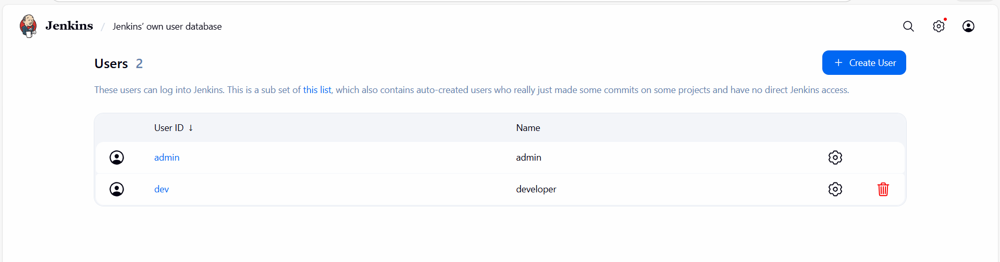 Jenkins / Jenkins’ own user database
Users 2
+ Create User
These users can log into Jenkins. This is a sub set of this list, which also contains auto-created users who really just made some commits on some projects and have no direct Jenkins access.
User ID ↓ Name
admin admin
dev developer